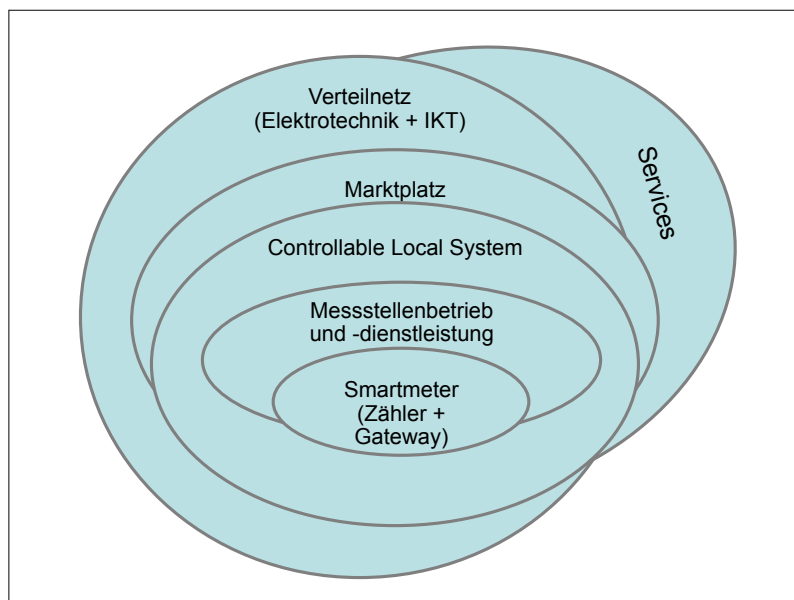 Verteilnetz
(Elektrotechnik + IKT)
Services
Marktplatz
Controllable Local System
Messstellenbetrieb
und -dienstleistung
Smartmeter
(Zähler +
Gateway)